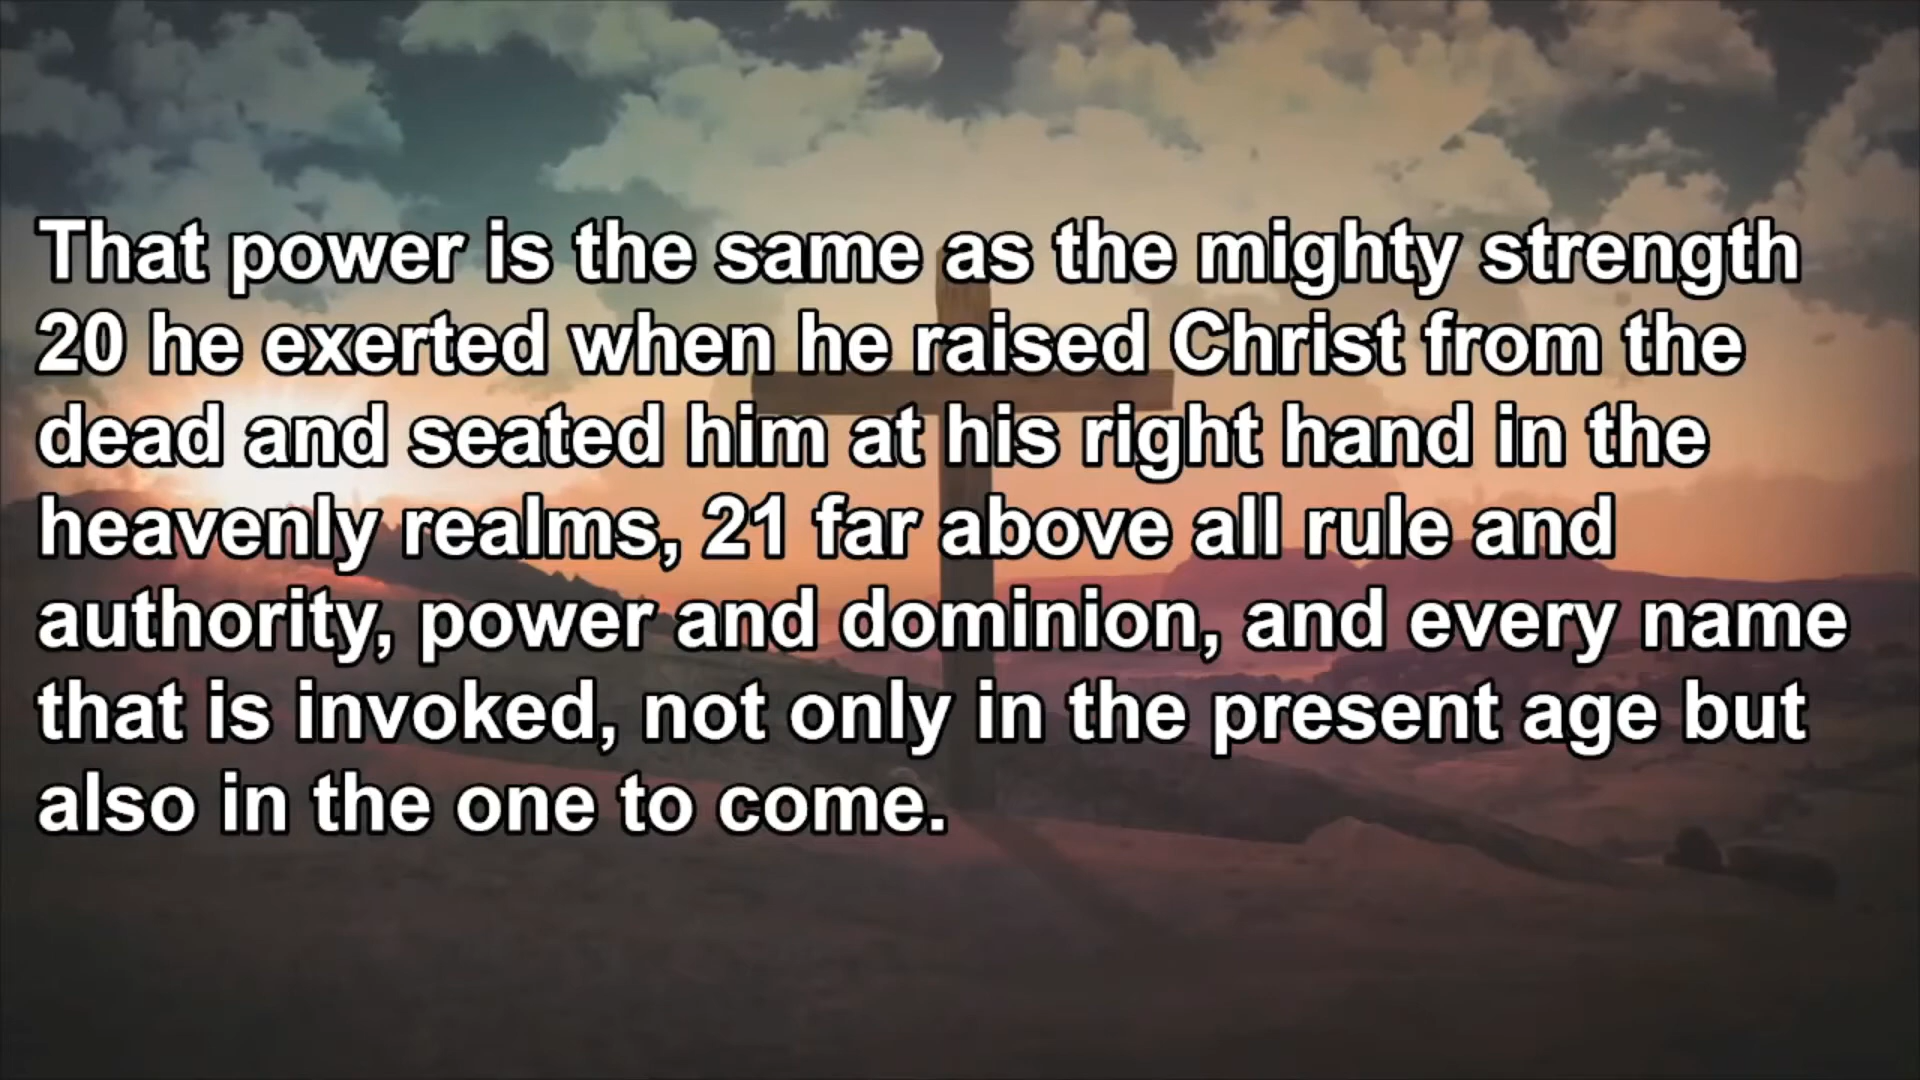 That power is the same as the mighty strength
20 he exerted when he raised Christ from the
dead and seated him at his right hand in the
heavenly realms, 21 far above all rule and
authority, power and dominion, and every name
that is invoked, not only in the present age but
also in the one to come.